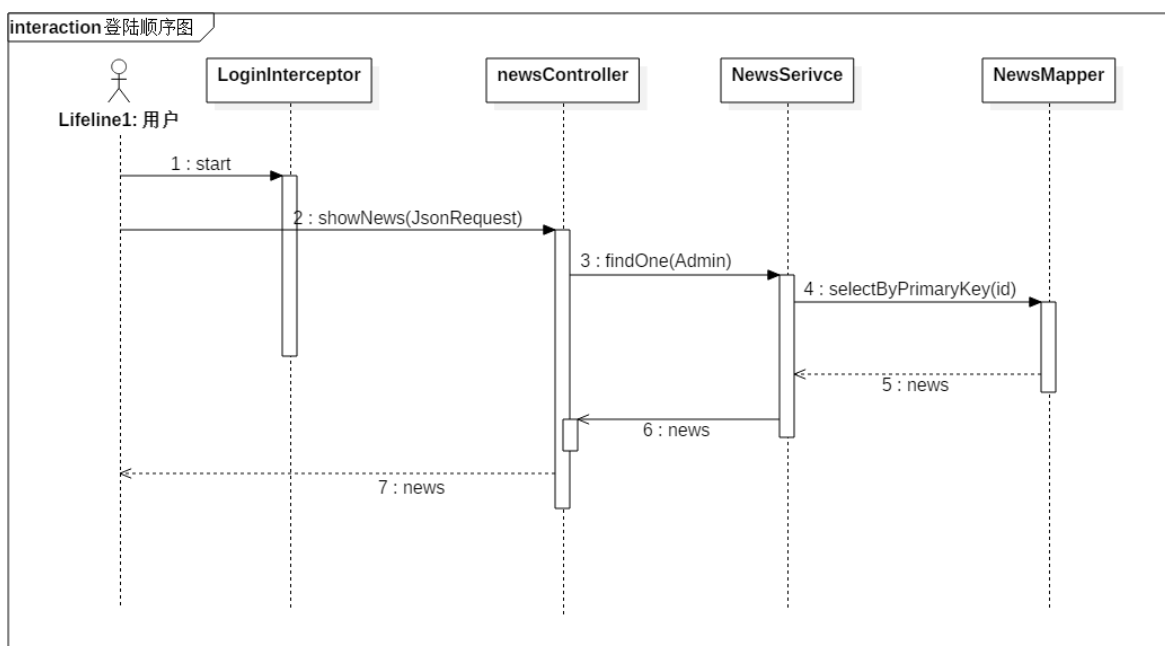 interaction 登陆顺序图
LoginInterceptor
newsController
NewsSerivce
NewsMapper
Lifeline1: 用户
1 : start
2 : showNews(JsonRequest)
3 : findOne(Admin)
4 : selectByPrimaryKey(id)
5 : news
6 : news
7 : news